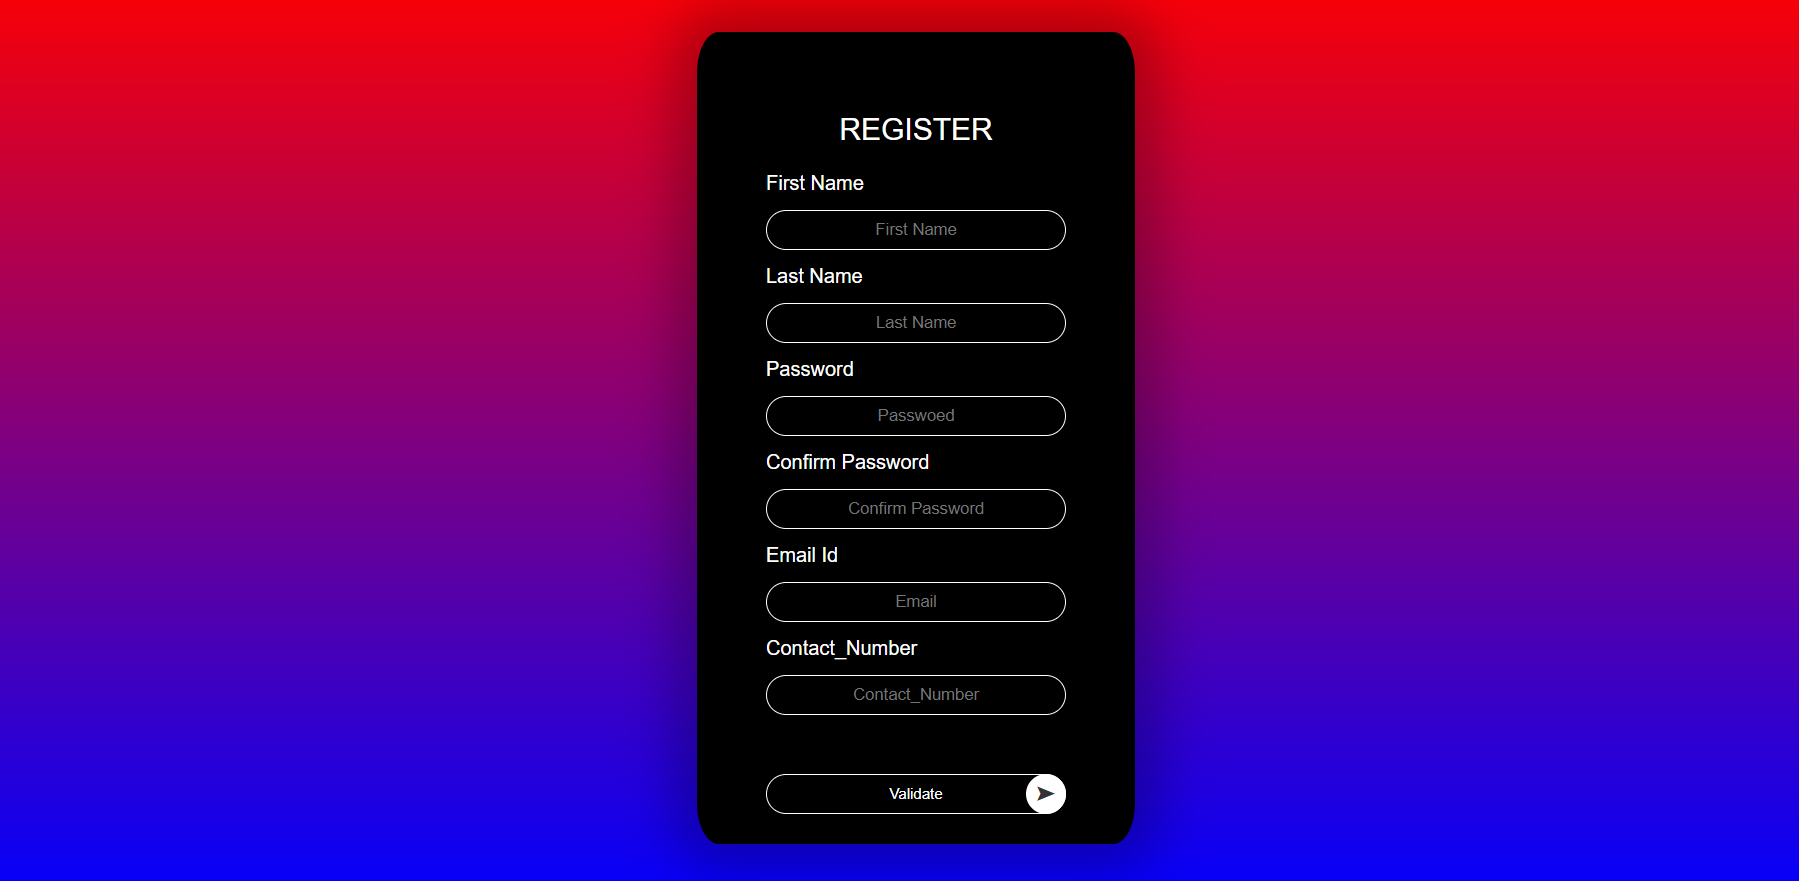 REGISTER
First Name
First Name
Last Name
Last Name
Password
Passwoed
Confirm Password
Confirm Password
Email Id
Email
Contact_Number
Contact_Number
Validate